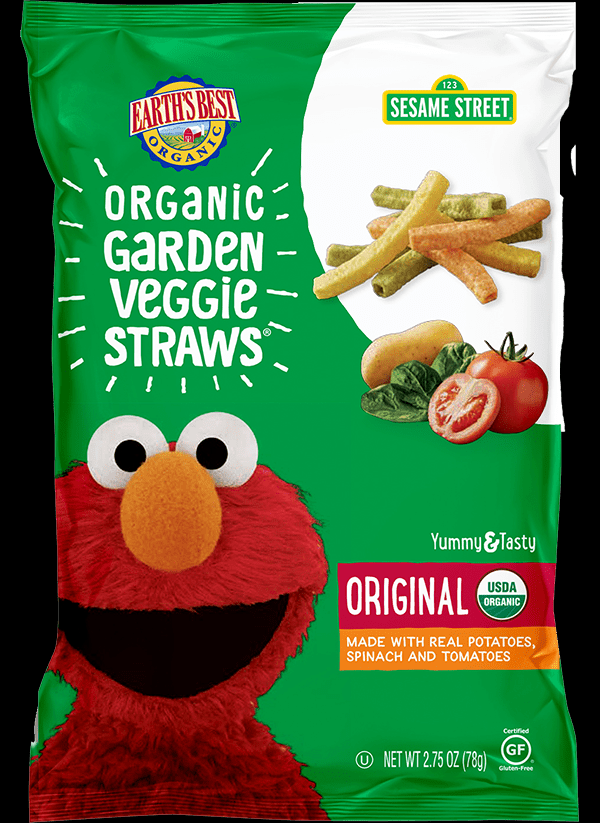 EARTH'S BEST
ORGANIC
123
SESAME STREET
ORGANIC
GARDEN
VEGGIE
STRAWS®
Yummy&Tasty
ORIGINAL
USDA
ORGANIC
MADE WITH REAL POTATOES,
SPINACH AND TOMATOES
U
NET WT 2.75 OZ (78g)
Certified
GF
Gluten-Free